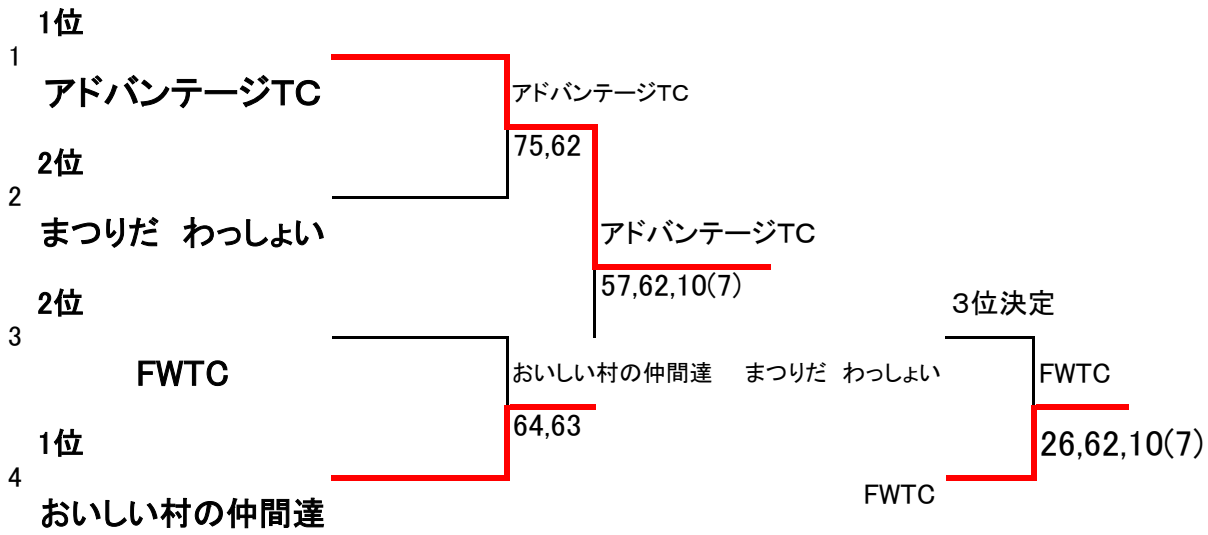 1位
1
アドバンテージTC
アドバンテージTC
75,62
2位
2
まつりだ わっしょい
アドバンテージTC
57,62,10(7)
2位
3
FWTC
おいしい村の仲間達
64,63
1位
4
おいしい村の仲間達
3位決定
まつりだ わっしょい
FWTC
26,62,10(7)
FWTC